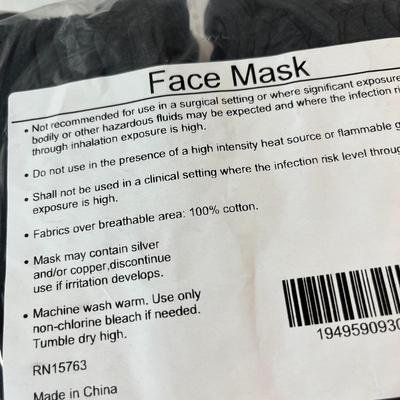 Face Mask
• Not recommended for use in a surgical setting or where significant exposure
bodily or other hazardous fluids may be expected and where the infection
through inhalation exposure is high.
• Do not use in the presence of a high intensity heat source or flammable
• Shall not be used in a clinical setting where the infection risk level
exposure is high.
• Fabrics over breathable area: 100% cotton.
• Mask may contain silver
and/or copper,discontinue
use if irritation develops.
• Machine wash warm. Use only
non-chlorine bleach if needed.
Tumble dry high.
RN15763
1949590930
Made in China